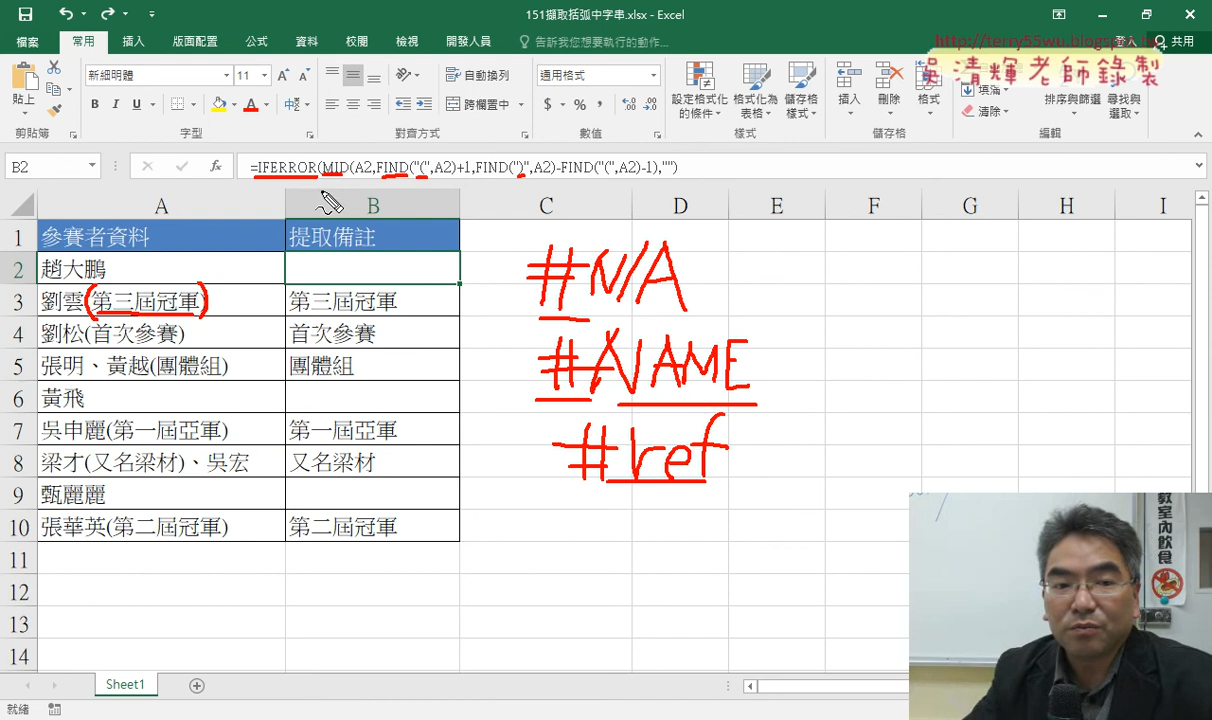 151擷取括弧中字串.xlsx - Excel
http://terry55wu.blogspot.tw
吳清輝老師錄製
檔案 常用 插入 版面配置 公式 資料 校閱 檢視 開發人員 告訴我您想要執行的動作... 登入 共用
貼上
新細明體 11
B I U
自動換列
跨欄置中
通用格式
$ % ,
設定格式化的條件
格式化為表格
儲存格樣式
插入 刪除 格式
填滿
清除
排序與篩選
尋找與選取
剪貼簿 字型 對齊方式 數值 樣式 儲存格 編輯
B2 fx =IFERROR(MID(A2,FIND("(",A2)+1,FIND(")",A2)-FIND("(",A2)-1),"")
A B C D E F G H I
1 參賽者資料 提取備註
2 趙大鵬
3 劉雲(第三屆冠軍) 第三屆冠軍
4 劉松(首次參賽) 首次參賽
5 張明、黃越(團體組) 團體組
6 黃飛
7 吳申麗(第一屆亞軍) 第一屆亞軍
8 梁才(又名梁材)、吳宏 又名梁材
9 甄麗麗
10 張華英(第二屆冠軍) 第二屆冠軍
11
12
13
14
#N/A
#NAME
#ref
教室內飲食
Sheet1
就緒